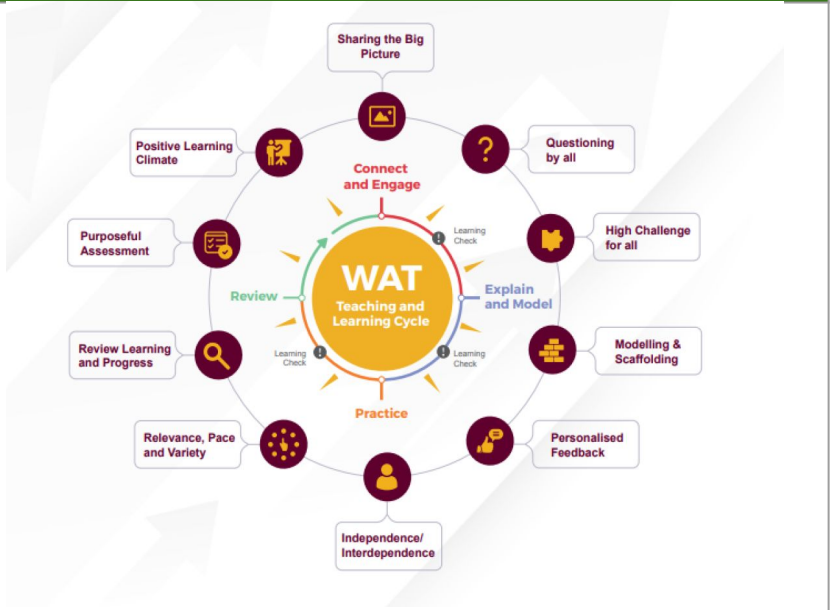 Sharing the Big
Picture
Positive Learning
Climate
Questioning
by all
Connect
and Engage
Purposeful
Assessment
Learning
Check
High Challenge
for all
WAT
Teaching and
Learning Cycle
Review
Explain
and Model
Review Learning
and Progress
Learning
Check
Learning
Check
Modelling &
Scaffolding
Practice
Relevance, Pace
and Variety
Personalised
Feedback
Independence/
Interdependence